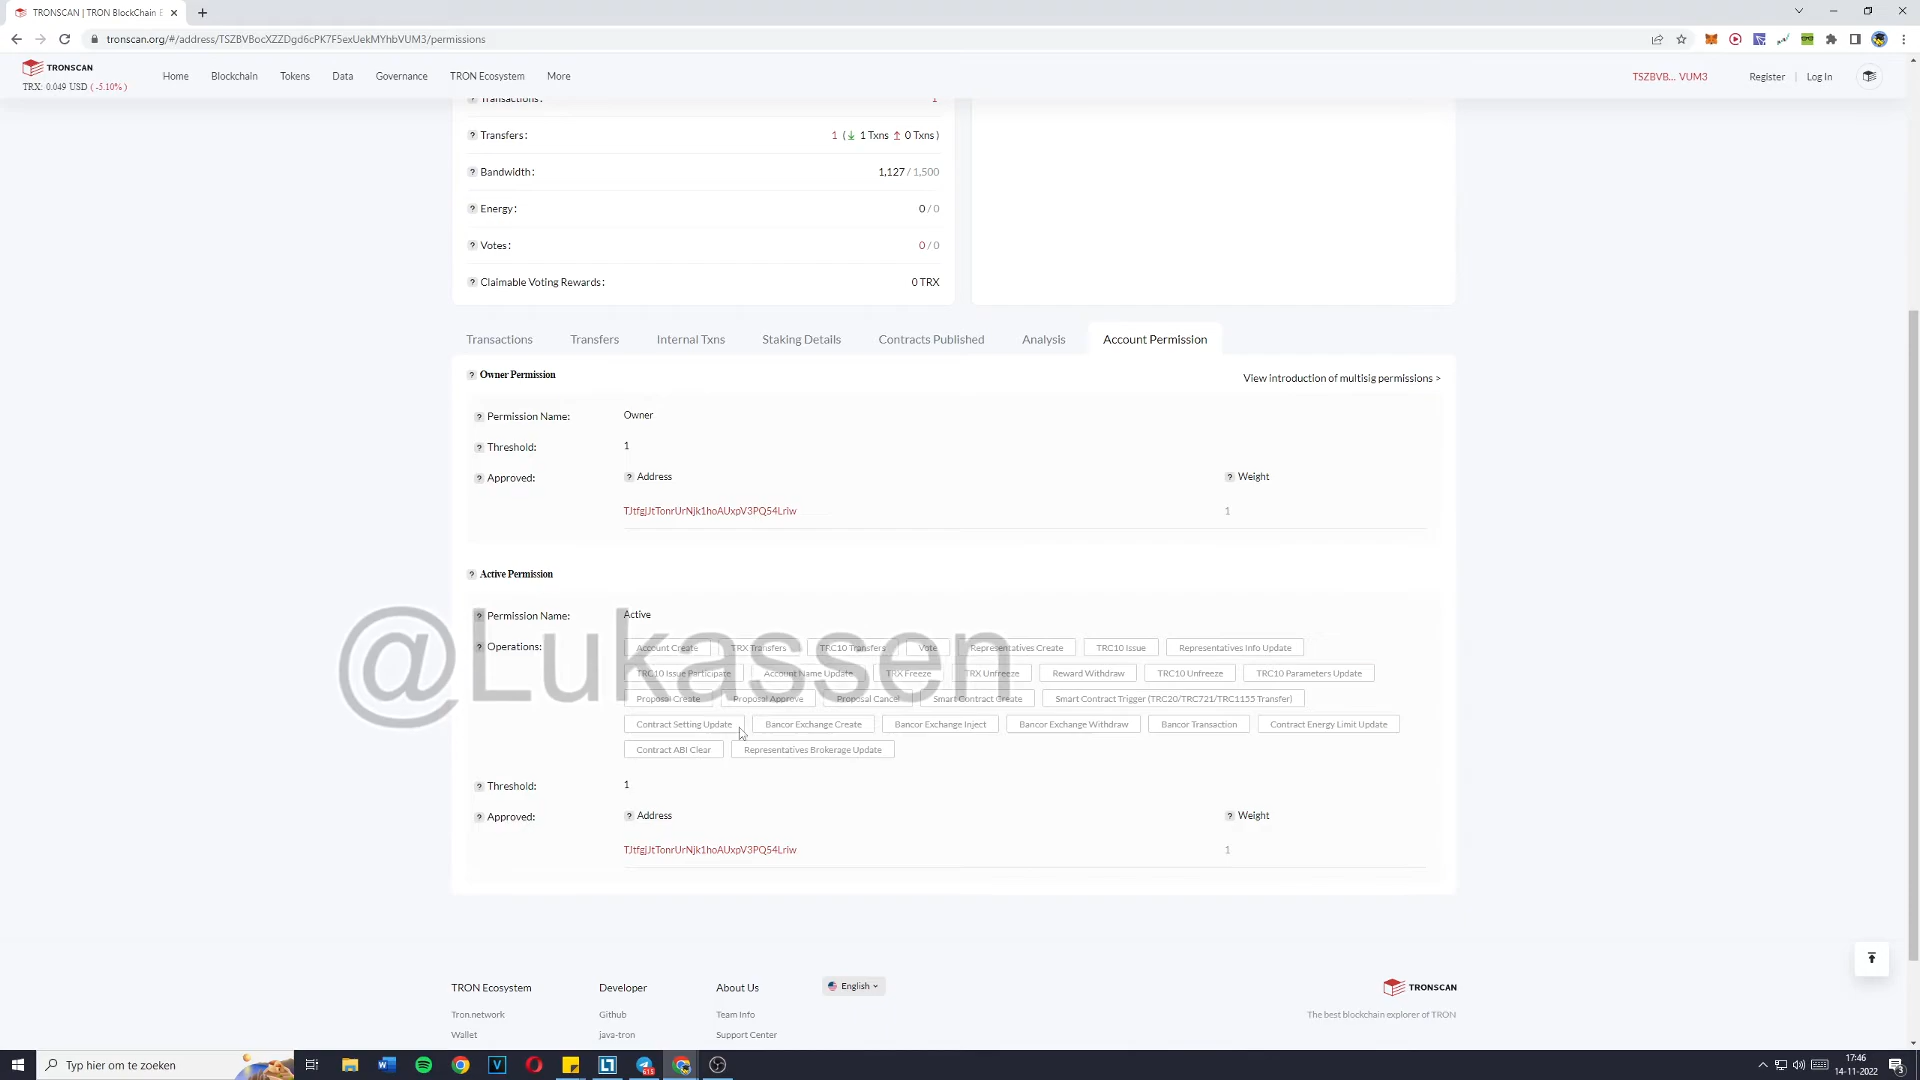 TRONSCAN | TRON BlockChain E
tronscan.org/#/address/TSZBVBocXZZDgd6cPK7F5exUekMYhbVUM3/permissions
TRONSCAN
TRX: 0.049 USD ( -5.10% )
Home
Blockchain
Tokens
Data
Governance
TRON Ecosystem
More
TSZBVB... VUM3
Register
Log In
Transactions: 1
Transfers: 1 ( 1 Txns 0 Txns )
Bandwidth: 1,127 / 1,500
Energy: 0 / 0
Votes: 0 / 0
Claimable Voting Rewards: 0 TRX
Transactions
Transfers
Internal Txns
Staking Details
Contracts Published
Analysis
Account Permission
Owner Permission
View introduction of multisig permissions >
Permission Name: Owner
Threshold: 1
Approved: Address Weight
TJtfgjJtTonrUrNjk1hoAUxpV3PQ54Lriw 1
Active Permission
Permission Name: Active
Operations: Account Create TRX Transfers TRC10 Transfers Vote Representatives Create TRC10 Issue Representatives Info Update
TRC10 Issue Participate Account Name Update TRX Freeze TRX Unfreeze Reward Withdraw TRC10 Unfreeze TRC10 Parameters Update
Proposal Create Proposal Approve Proposal Cancel Smart Contract Create Smart Contract Trigger (TRC20/TRC721/TRC1155 Transfer)
Contract Setting Update Bancor Exchange Create Bancor Exchange Inject Bancor Exchange Withdraw Bancor Transaction Contract Energy Limit Update
Contract ABI Clear Representatives Brokerage Update
@Lukassen
Threshold: 1
Approved: Address Weight
TJtfgjJtTonrUrNjk1hoAUxpV3PQ54Lriw 1
TRON Ecosystem
Developer
About Us
English
TRONSCAN
Tron.network
Github
Team Info
The best blockchain explorer of TRON
Wallet
java-tron
Support Center
Typ hier om te zoeken
17:46
14-11-2022